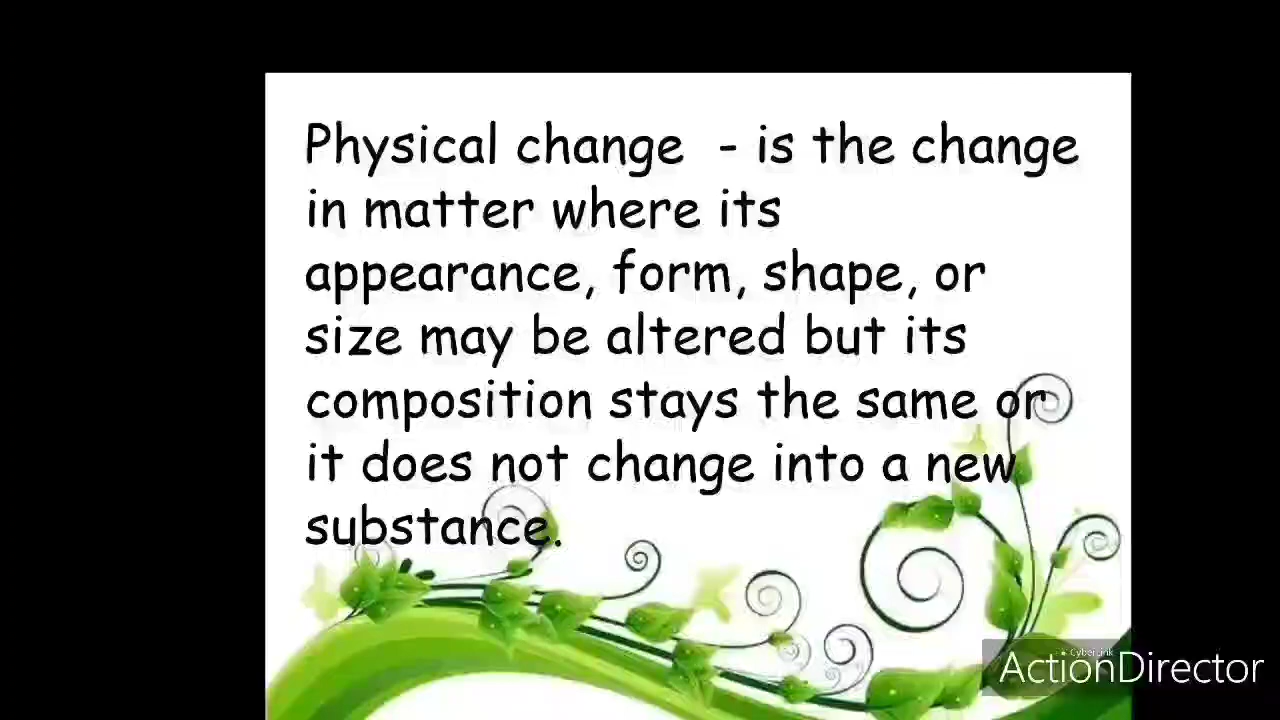 Physical change - is the change
in matter where its
appearance, form, shape, or
size may be altered but its
composition stays the same or
it does not change into a new
substance.
CyberLink
ActionDirector